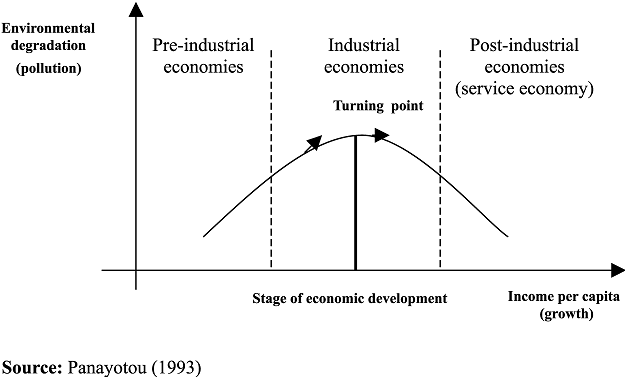 Environmental
degradation
(pollution)
Pre-industrial
economies
Industrial
economies
Post-industrial
economies
(service economy)
Turning point
Stage of economic development
Income per capita
(growth)
Source: Panayotou (1993)